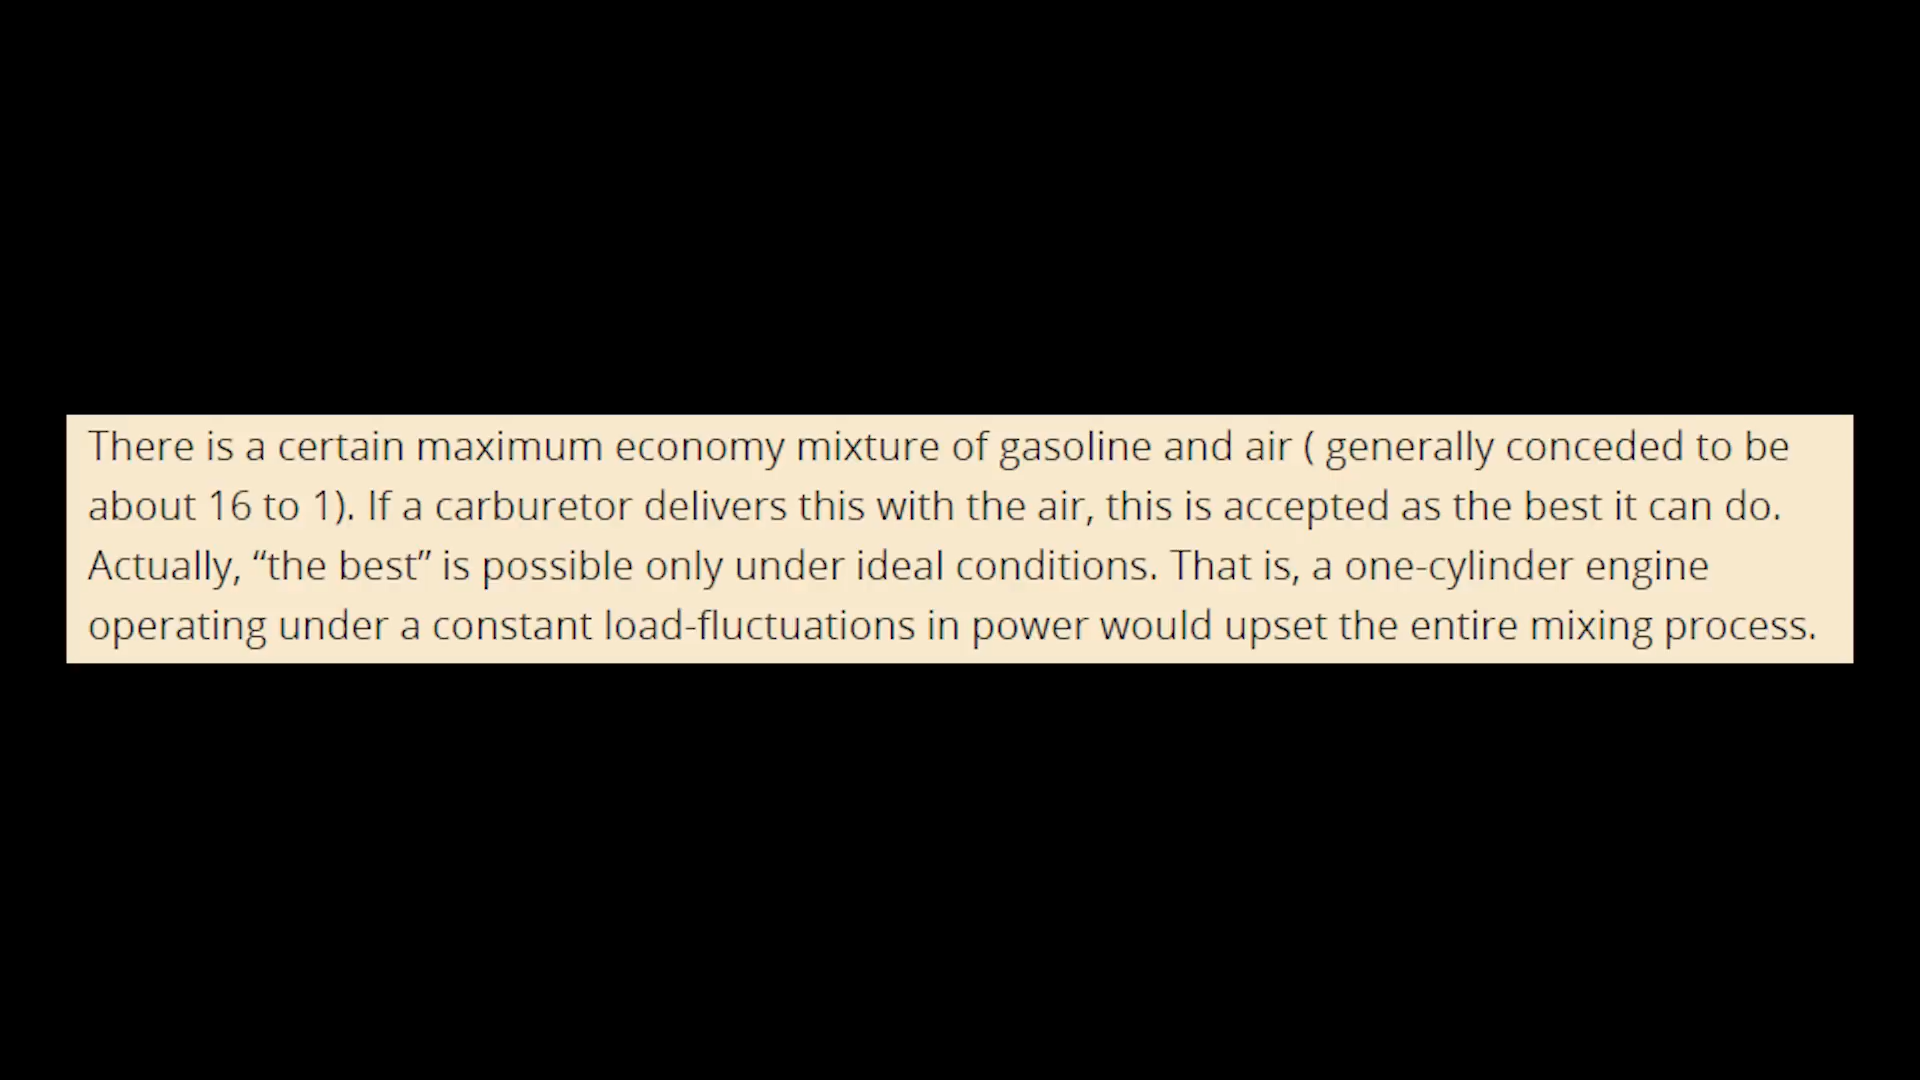 There is a certain maximum economy mixture of gasoline and air ( generally conceded to be
about 16 to 1). If a carburetor delivers this with the air, this is accepted as the best it can do.
Actually, “the best” is possible only under ideal conditions. That is, a one-cylinder engine
operating under a constant load-fluctuations in power would upset the entire mixing process.